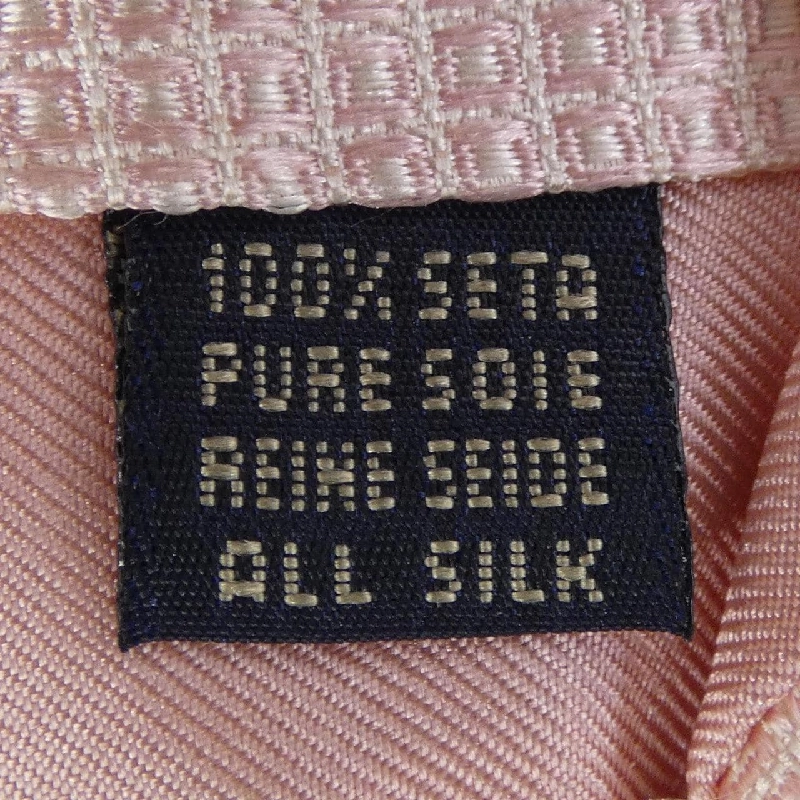 100% SETA
PURE SOIE
REINE SEIDE
ALL SILK